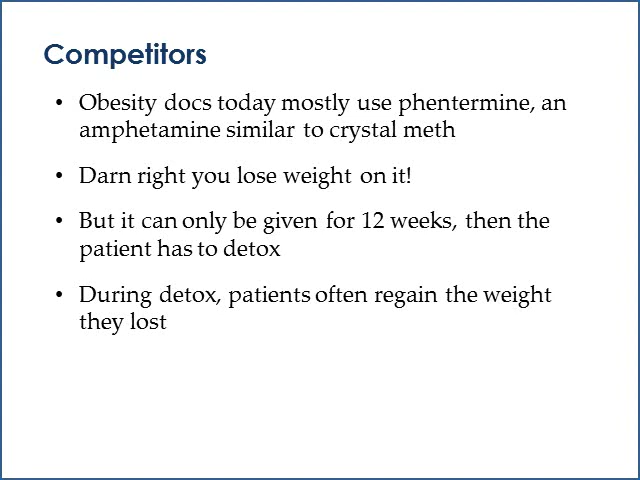 Competitors
• Obesity docs today mostly use phentermine, an
amphetamine similar to crystal meth
• Darn right you lose weight on it!
• But it can only be given for 12 weeks, then the
patient has to detox
• During detox, patients often regain the weight
they lost